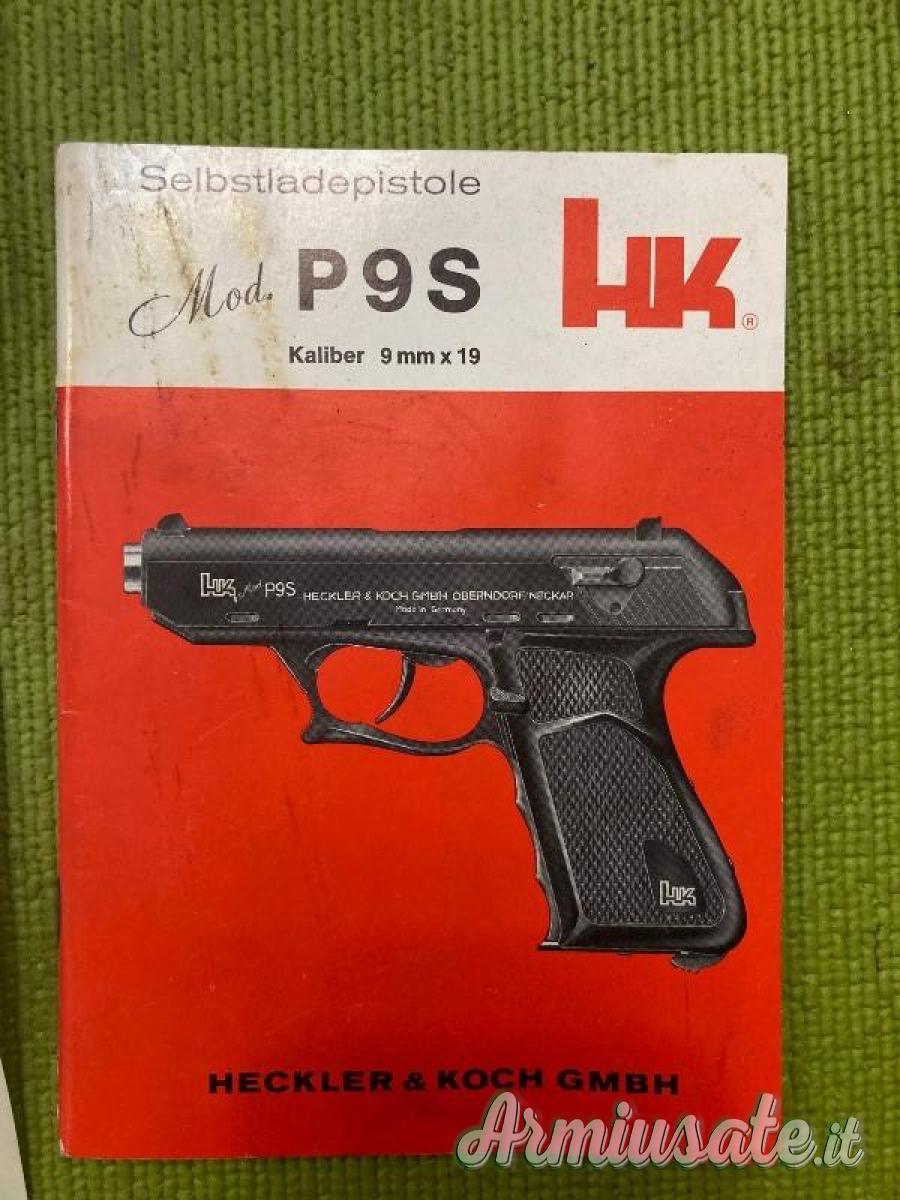 Selbstladepistole
Mod. P9S
HK ®
Kaliber 9 mm x 19
HK Mod. P9S HECKLER & KOCH GMBH OBERNDORF/NECKAR
Made in Germany
HK
HECKLER & KOCH GMBH
Armiusate.it